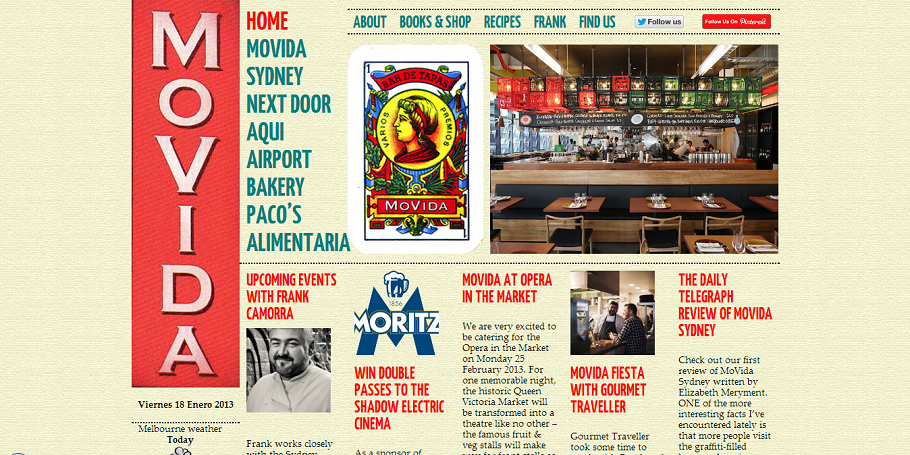 MOVIDA
HOME
MOVIDA
SYDNEY
NEXT DOOR
AQUI
AIRPORT
BAKERY
PACO'S
ALIMENTARIA
ABOUT BOOKS & SHOP RECIPES FRANK FIND US Follow us Follow Us On Pinterest
1
BAR DE TAPAS
VARIOS PREMIOS
MOVIDA
1
Viernes 18 Enero 2013
Melbourne weather
Today
UPCOMING EVENTS
WITH FRANK
CAMORRA
Frank works closely
with the Sydney
1856
MORITZ
WIN DOUBLE
PASSES TO THE
SHADOW ELECTRIC
CINEMA
As a sponsor of
MOVIDA AT OPERA
IN THE MARKET
We are very excited to
be catering for the
Opera in the Market
on Monday 25
February 2013. For
one memorable night,
the historic Queen
Victoria Market will
be transformed into a
theatre like no other –
the famous fruit &
veg stalls will make
MOVIDA FIESTA
WITH GOURMET
TRAVELLER
Gourmet Traveller
took some time to
THE DAILY
TELEGRAPH
REVIEW OF MOVIDA
SYDNEY
Check out our first
review of MoVida
Sydney written by
Elizabeth Meryment.
ONE of the more
interesting facts I've
encountered lately is
that more people visit
the graffiti-filled